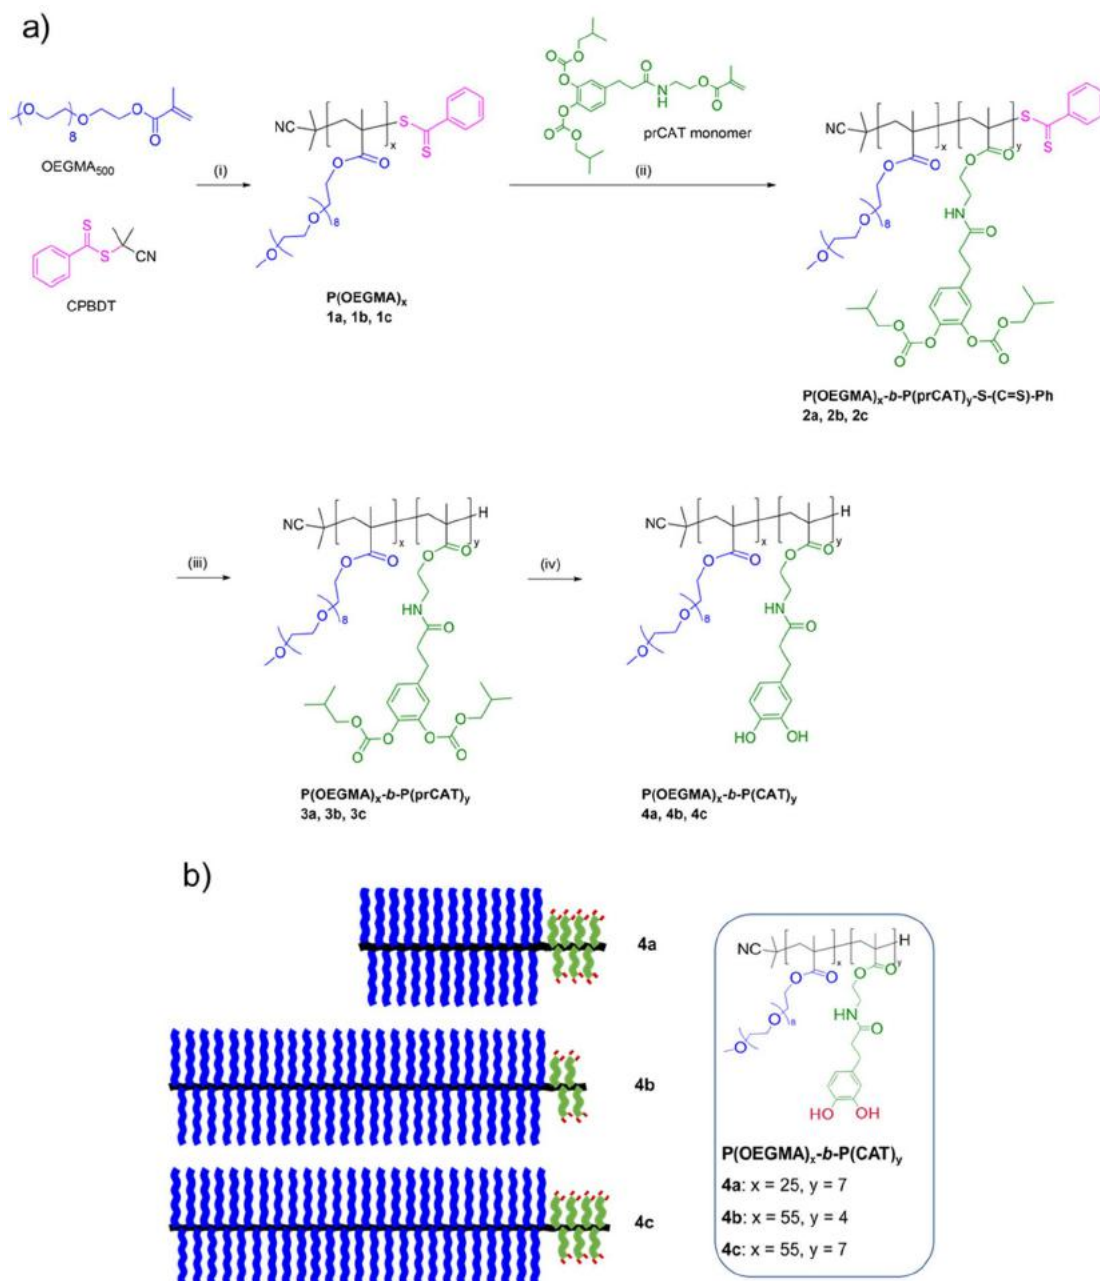 a)
O
O
8
O
O
O
OEGMA₅₀₀
(i)
S
S
CN
CPBDT
NC
x
S
S
O
O
O
8
O
P(OEGMA)ₓ
1a, 1b, 1c
O
O
O
O
O
O
O
N
H
O
O
prCAT monomer
(ii)
NC
x
y
S
S
O
O
O
O
O
8
O
HN
O
O
O
O
O
O
O
P(OEGMA)ₓ-b-P(prCAT)ᵧ-S-(C=S)-Ph
2a, 2b, 2c
(iii)
NC
x
y
H
O
O
O
O
O
8
O
HN
O
O
O
O
O
O
O
P(OEGMA)ₓ-b-P(prCAT)ᵧ
3a, 3b, 3c
(iv)
NC
x
y
H
O
O
O
O
O
8
O
HN
O
HO
OH
P(OEGMA)ₓ-b-P(CAT)ᵧ
4a, 4b, 4c
b)
4a
4b
4c
NC
x
y
H
O
O
O
O
O
8
O
HN
O
HO
OH
P(OEGMA)ₓ-b-P(CAT)ᵧ
4a: x = 25, y = 7
4b: x = 55, y = 4
4c: x = 55, y = 7